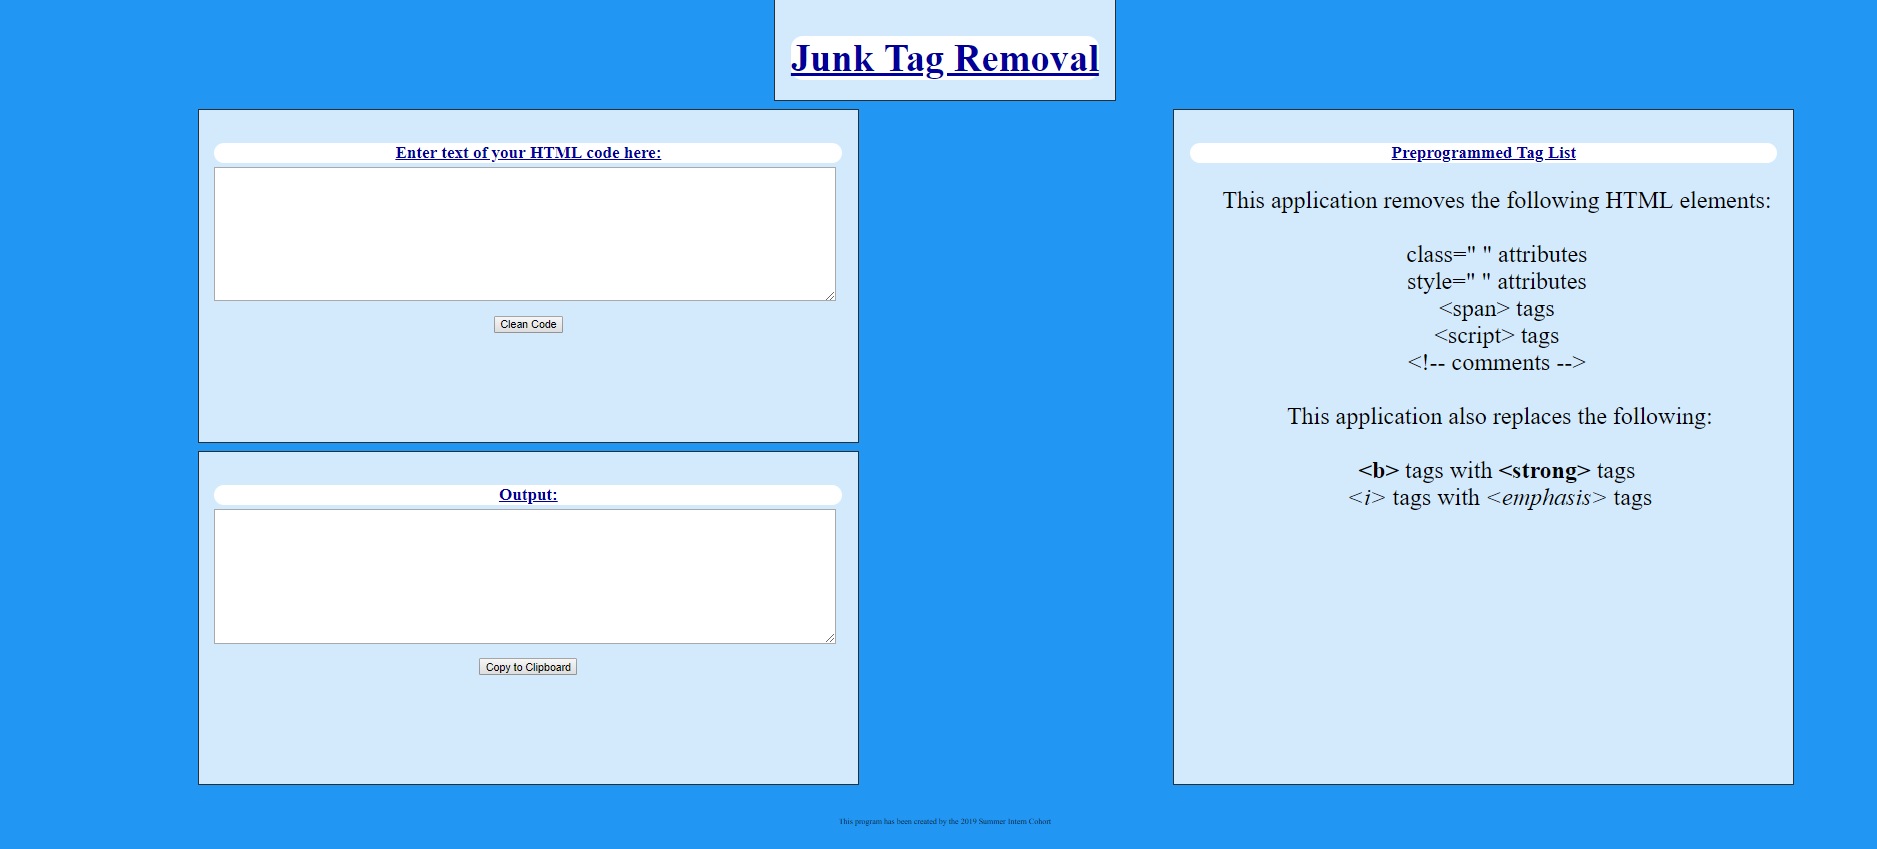 Junk Tag Removal
Enter text of your HTML code here:
Clean Code
Output:
Copy to Clipboard
Preprogrammed Tag List
This application removes the following HTML elements:
class=" " attributes
style=" " attributes
<span> tags
<script> tags
<!-- comments -->
This application also replaces the following:
<b> tags with <strong> tags
<i> tags with <emphasis> tags
This program has been created by the 2019 Summer Intern Cohort